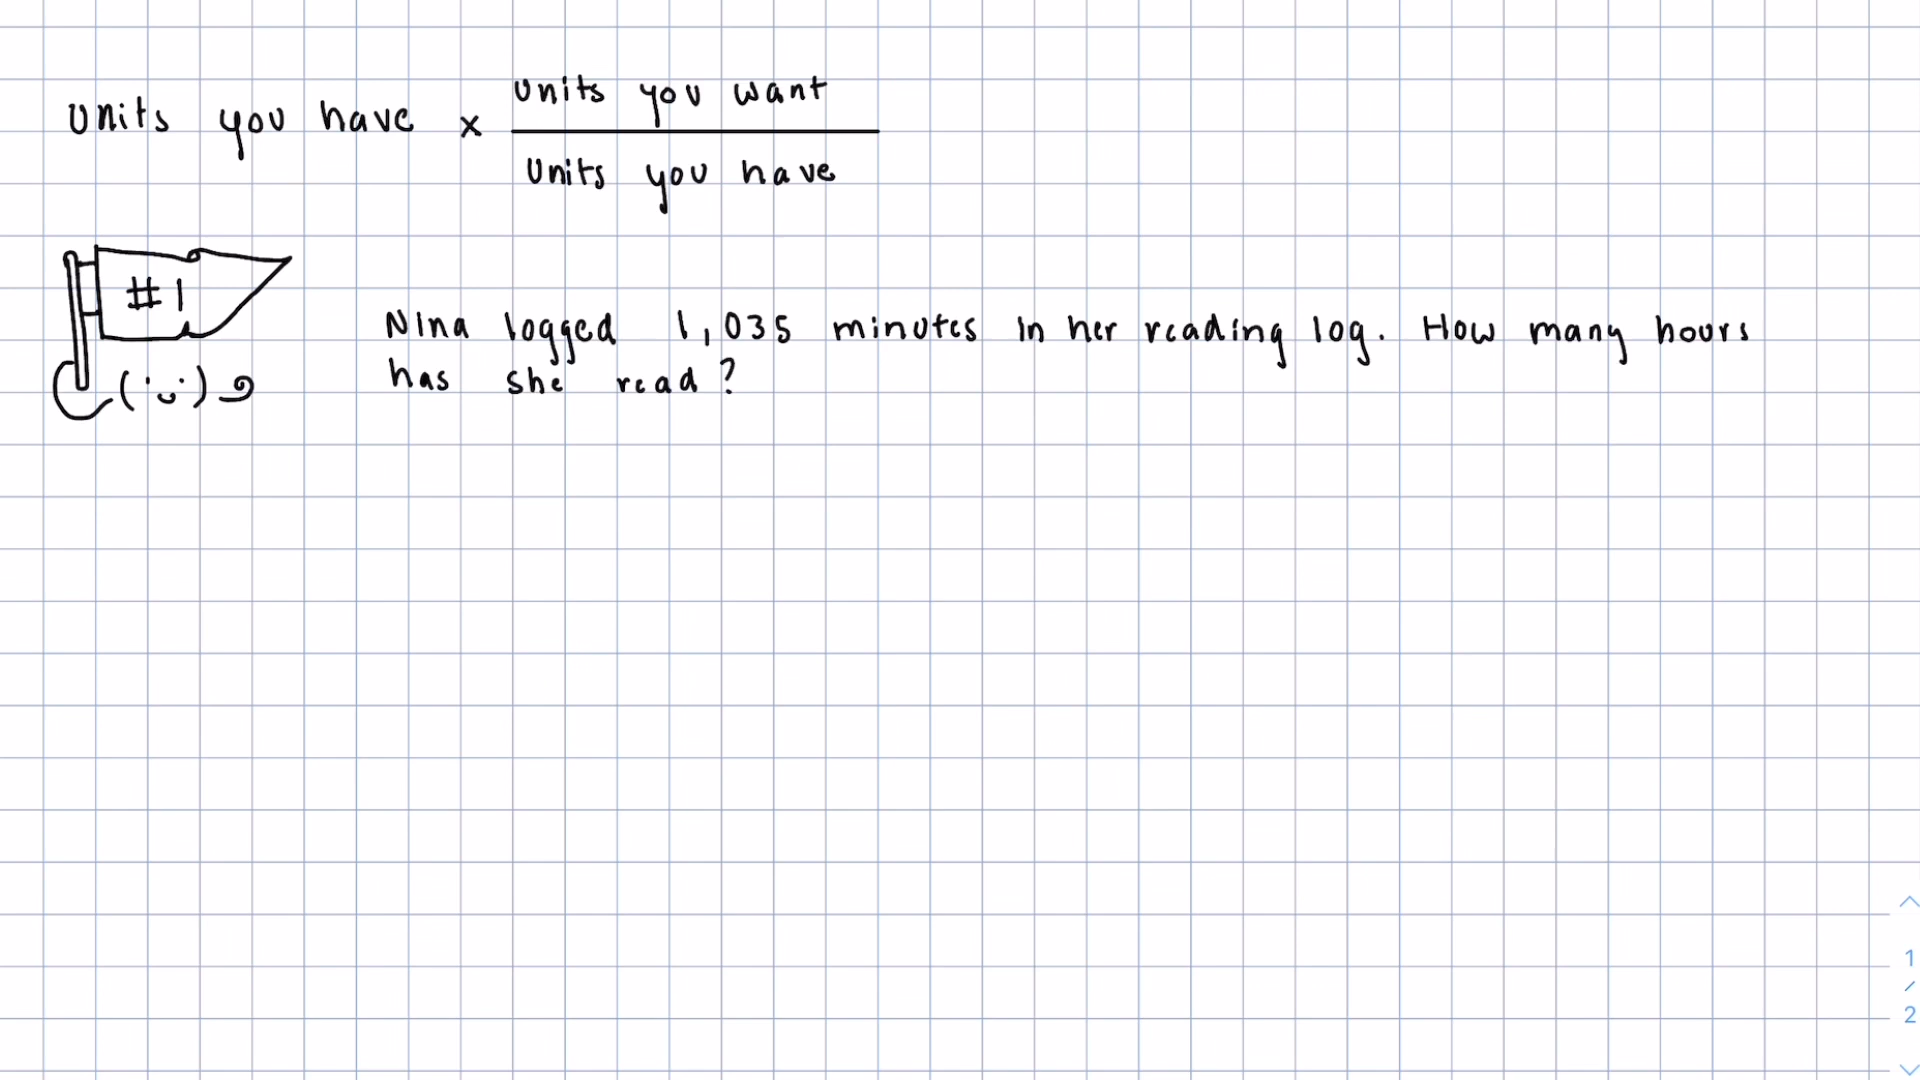 Units you have x units you want
Units you have
#1
Nina logged 1,035 minutes in her reading log. How many hours
has she read?
1
/
2